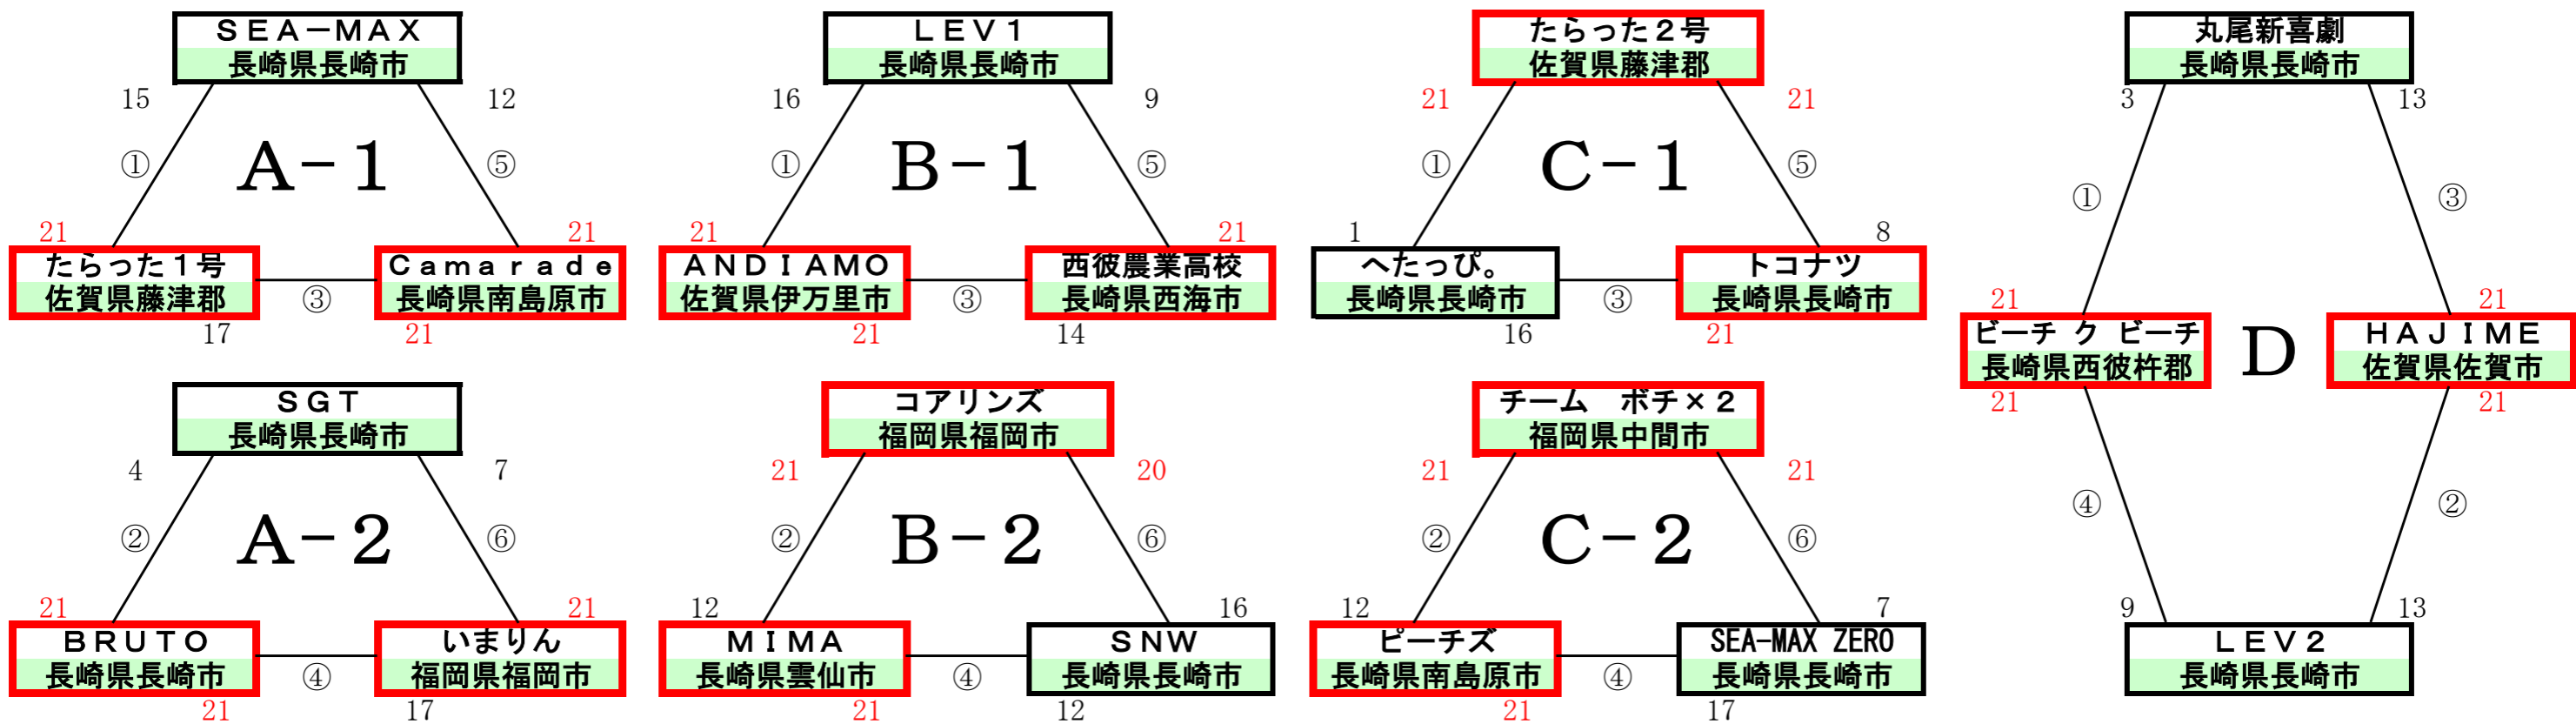 ＳＥＡ－ＭＡＸ
長崎県長崎市
15
12
①
A－1
⑤
21
21
たらった１号
佐賀県藤津郡
Ｃａｍａｒａｄｅ
長崎県南島原市
③
17
21
ＬＥＶ１
長崎県長崎市
16
9
①
B－1
⑤
21
21
ＡＮＤＩＡＭＯ
佐賀県伊万里市
西彼農業高校
長崎県西海市
③
21
14
たらった２号
佐賀県藤津郡
21
21
①
C－1
⑤
1
8
へたっぴ。
長崎県長崎市
トコナツ
長崎県長崎市
③
16
21
丸尾新喜劇
長崎県長崎市
3
13
①
③
21
21
ビーチ ク ビーチ
長崎県西彼杵郡
D
ＨＡＪＩＭＥ
佐賀県佐賀市
21
21
④
②
9
13
ＬＥＶ２
長崎県長崎市
ＳＧＴ
長崎県長崎市
4
7
②
A－2
⑥
21
21
ＢＲＵＴＯ
長崎県長崎市
いまりん
福岡県福岡市
④
21
17
コアリンズ
福岡県福岡市
21
20
②
B－2
⑥
12
16
ＭＩＭＡ
長崎県雲仙市
ＳＮＷ
長崎県長崎市
④
21
12
チーム　ボチ×２
福岡県中間市
21
21
②
C－2
⑥
12
7
ピーチズ
長崎県南島原市
SEA-MAX ZERO
長崎県長崎市
④
21
17